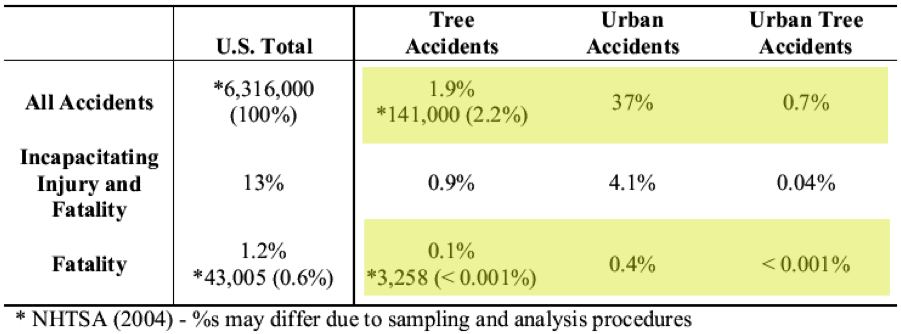 U.S. Total Tree Accidents Urban Accidents Urban Tree Accidents
All Accidents *6,316,000 (100%) 1.9% *141,000 (2.2%) 37% 0.7%
Incapacitating Injury and Fatality 13% 0.9% 4.1% 0.04%
Fatality 1.2% *43,005 (0.6%) 0.1% *3,258 (< 0.001%) 0.4% < 0.001%
* NHTSA (2004) - %s may differ due to sampling and analysis procedures